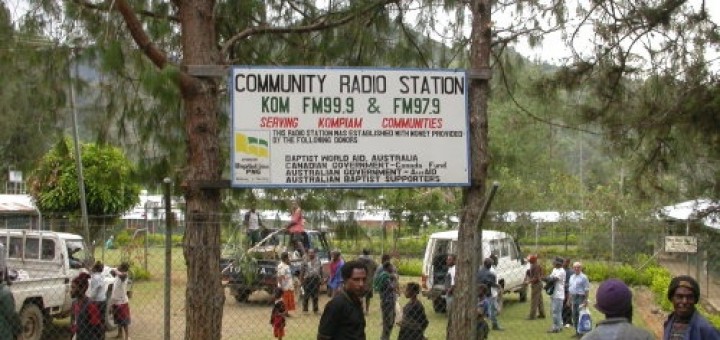 COMMUNITY RADIO STATION
KOM FM99.9 & FM97.9
SERVING KOMPIAM COMMUNITIES
THIS RADIO STATION WAS ESTABLISHED WITH MONEY PROVIDED
BY THE FOLLOWING DONORS
BAPTIST WORLD AID, AUSTRALIA
CANADIAN GOVERNMENT-Canada Fund
AUSTRALIAN GOVERNMENT-AusAID
AUSTRALIAN BAPTIST SUPPORTERS
PNG